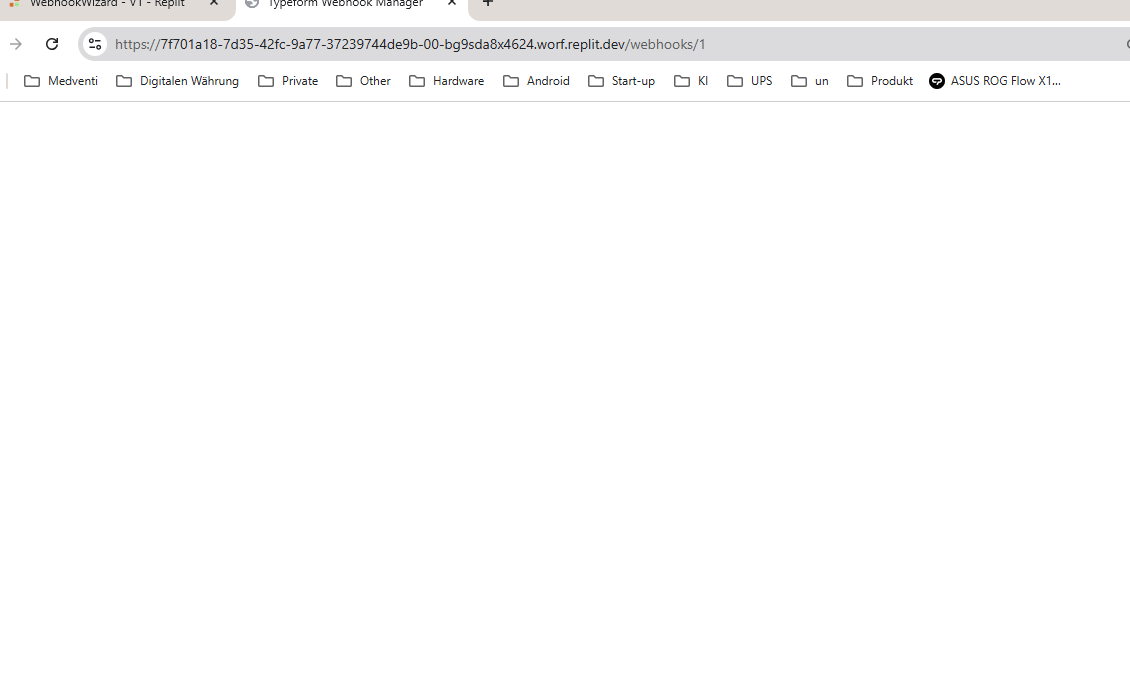 WebhookWizard - V1 - Replit Typeform Webhook Manager
https://7f701a18-7d35-42fc-9a77-37239744de9b-00-bg9sda8x4624.worf.replit.dev/webhooks/1
Medventi Digitalen Währung Private Other Hardware Android Start-up KI UPS un Produkt ASUS ROG Flow X1...